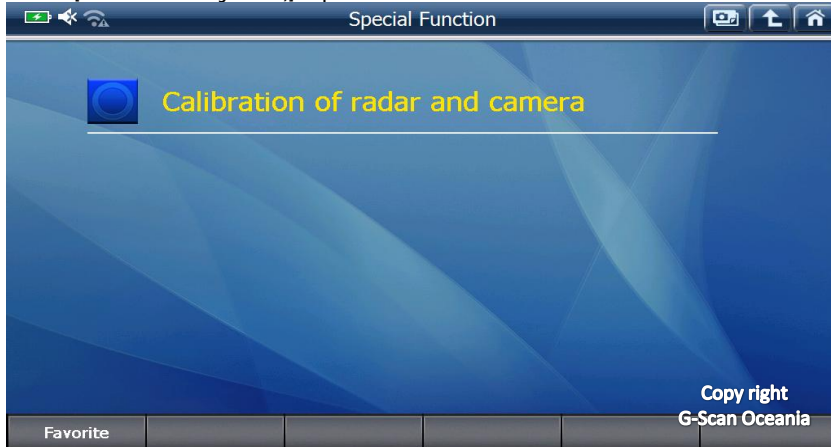 Special Function
Calibration of radar and camera
Copy right
G-Scan Oceania
Favorite